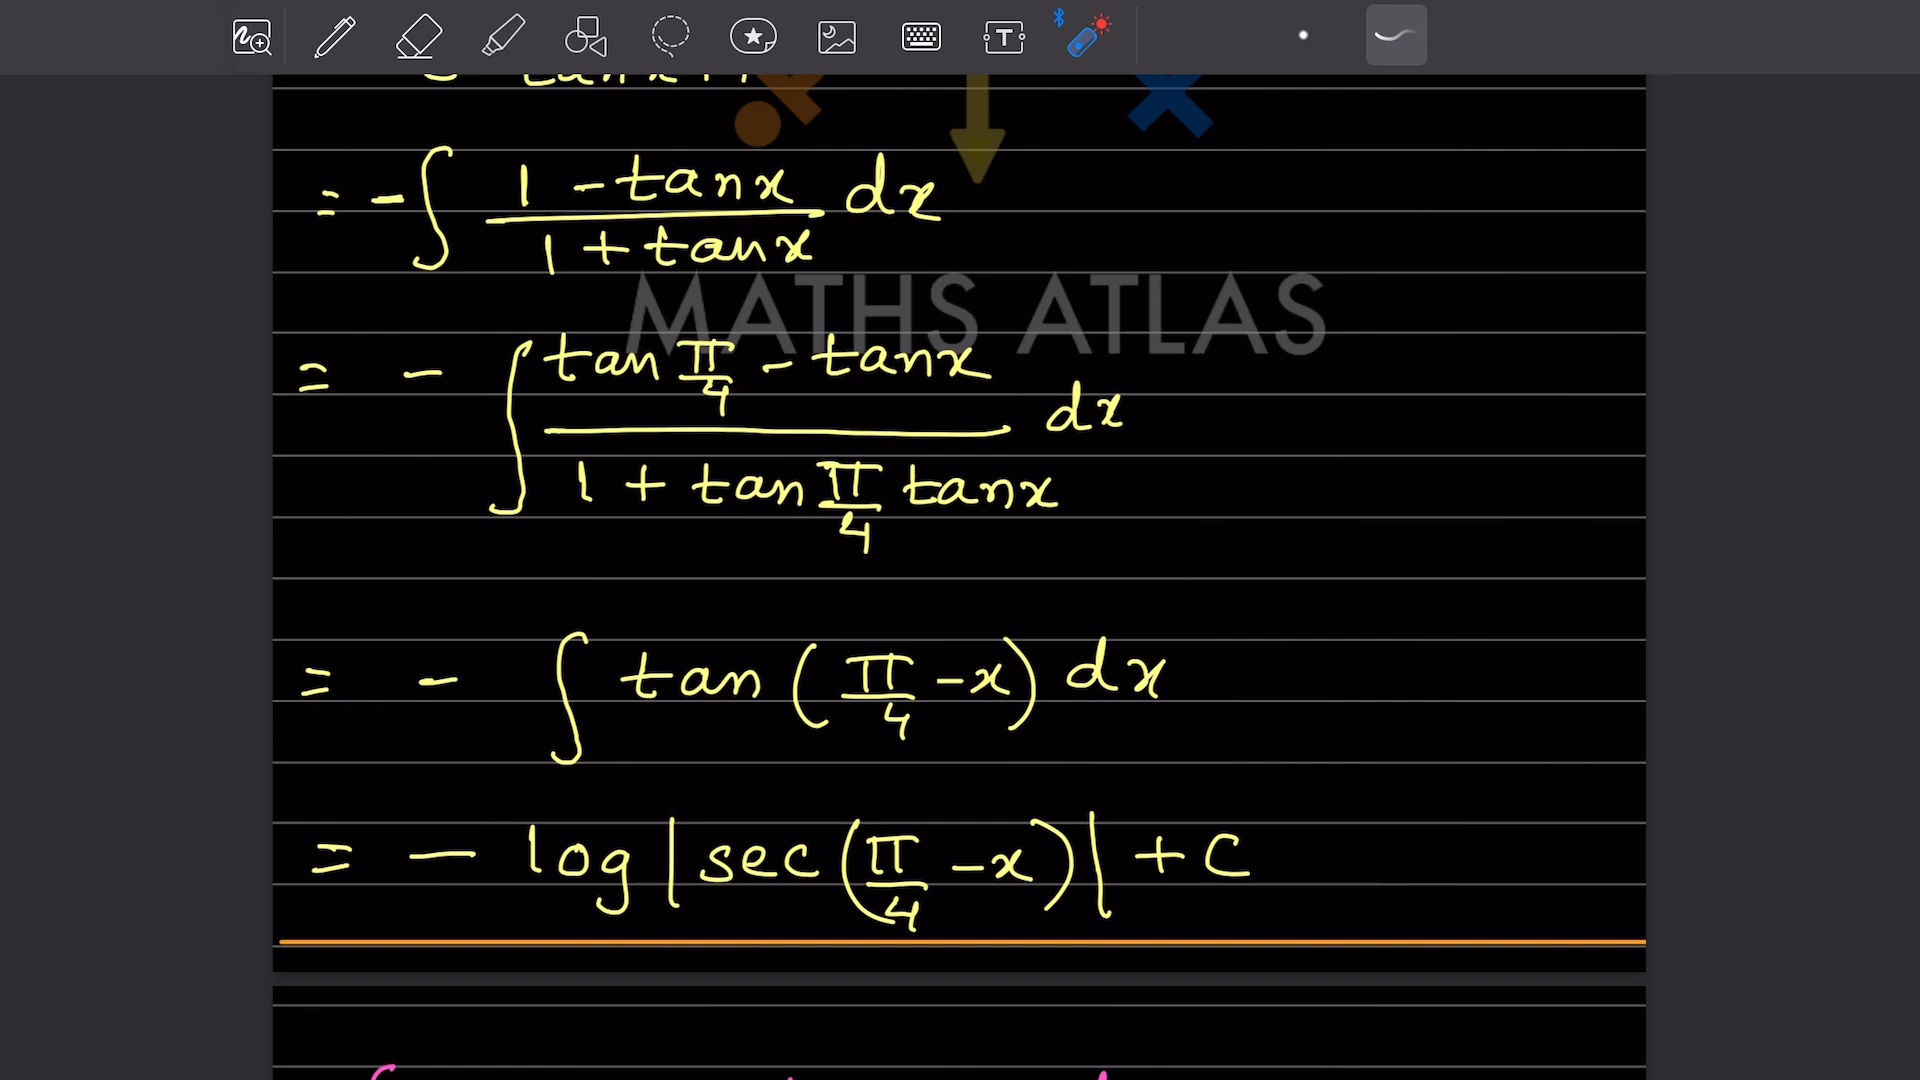 = -∫ (1 - tanx)/(1 + tanx) dx
MATHS ATLAS
= - ∫ (tan π/4 - tanx)/(1 + tan π/4 tanx) dx
= - ∫ tan (π/4 - x) dx
= - log |sec (π/4 - x)| + C